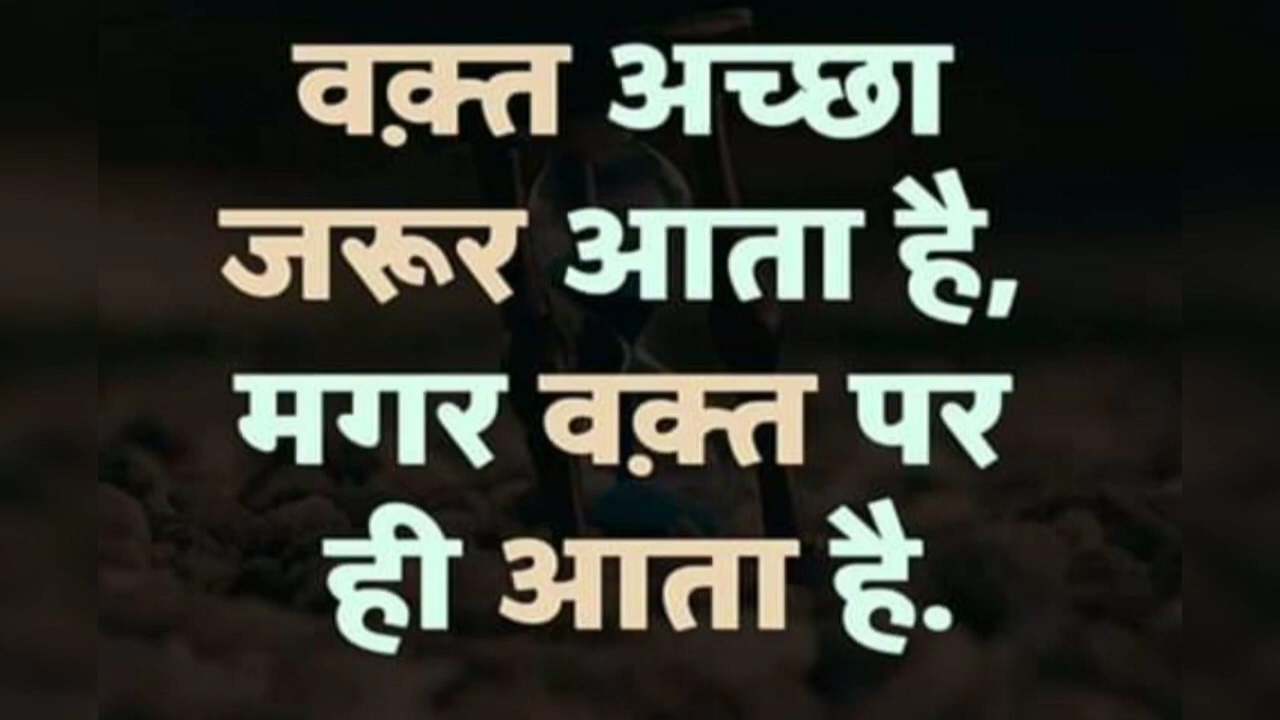 वक़्त अच्छा
जरूर आता है,
मगर वक़्त पर
ही आता है.